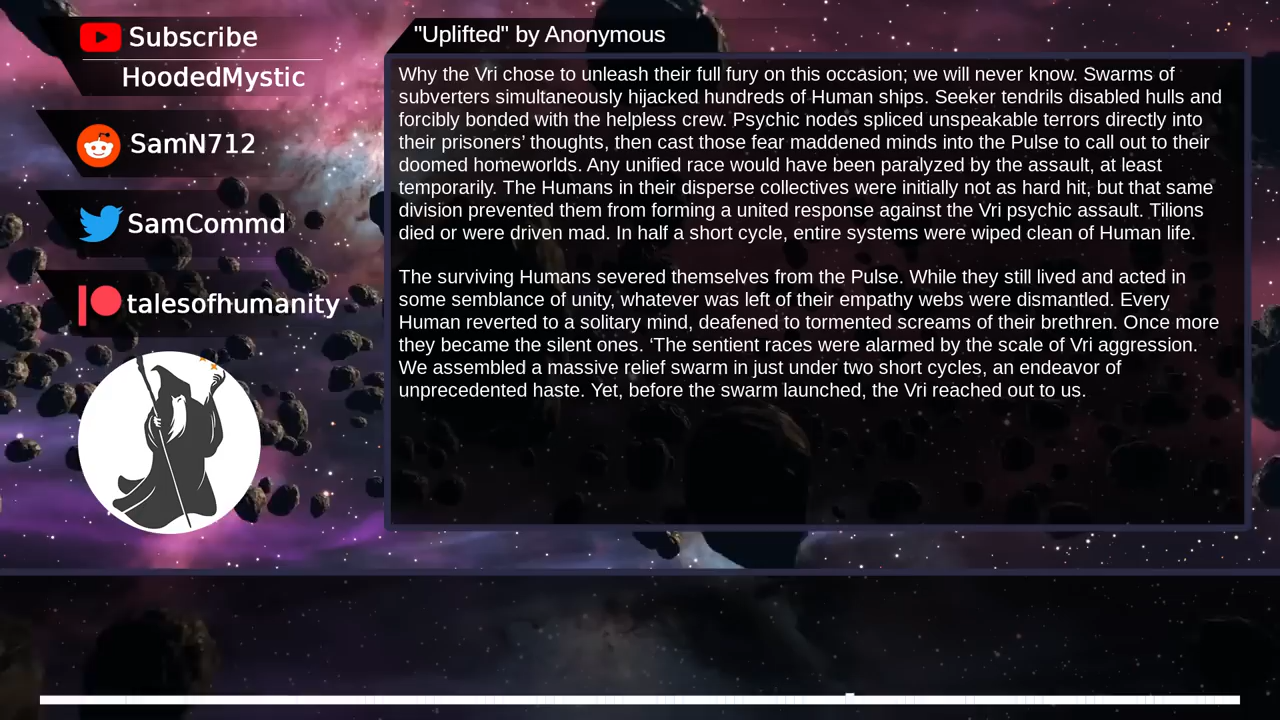 Subscribe
HoodedMystic
SamN712
SamCommd
talesofhumanity
"Uplifted" by Anonymous
Why the Vri chose to unleash their full fury on this occasion; we will never know. Swarms of
subverters simultaneously hijacked hundreds of Human ships. Seeker tendrils disabled hulls and
forcibly bonded with the helpless crew. Psychic nodes spliced unspeakable terrors directly into
their prisoners’ thoughts, then cast those fear maddened minds into the Pulse to call out to their
doomed homeworlds. Any unified race would have been paralyzed by the assault, at least
temporarily. The Humans in their disperse collectives were initially not as hard hit, but that same
division prevented them from forming a united response against the Vri psychic assault. Tilions
died or were driven mad. In half a short cycle, entire systems were wiped clean of Human life.
The surviving Humans severed themselves from the Pulse. While they still lived and acted in
some semblance of unity, whatever was left of their empathy webs were dismantled. Every
Human reverted to a solitary mind, deafened to tormented screams of their brethren. Once more
they became the silent ones. ‘The sentient races were alarmed by the scale of Vri aggression.
We assembled a massive relief swarm in just under two short cycles, an endeavor of
unprecedented haste. Yet, before the swarm launched, the Vri reached out to us.